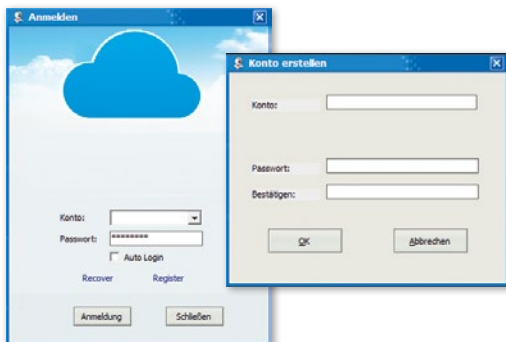 Anmelden
Konto:
Passwort: ********
Auto Login
Recover Register
Anmeldung Schließen
Konto erstellen
Konto:
Passwort:
Bestätigen:
OK Abbrechen